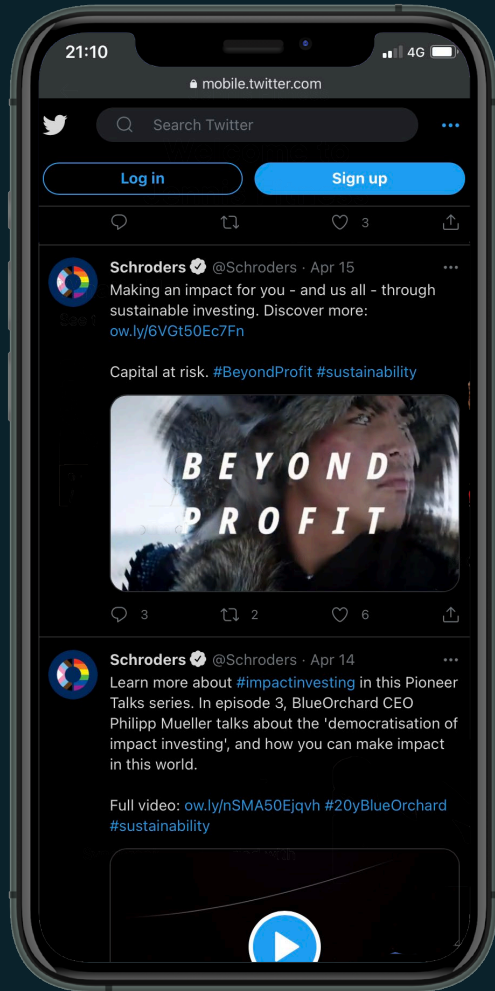 21:10
4G
mobile.twitter.com
Search Twitter
Log in
Sign up
3
Schroders @Schroders · Apr 15
Making an impact for you - and us all - through
sustainable investing. Discover more:
ow.ly/6VGt50Ec7Fn
Capital at risk. #BeyondProfit #sustainability
BEYOND
PROFIT
3 2 6
Schroders @Schroders · Apr 14
Learn more about #impactinvesting in this Pioneer
Talks series. In episode 3, BlueOrchard CEO
Philipp Mueller talks about the 'democratisation of
impact investing', and how you can make impact
in this world.
Full video: ow.ly/nSMA50Ejqvh #20yBlueOrchard
#sustainability